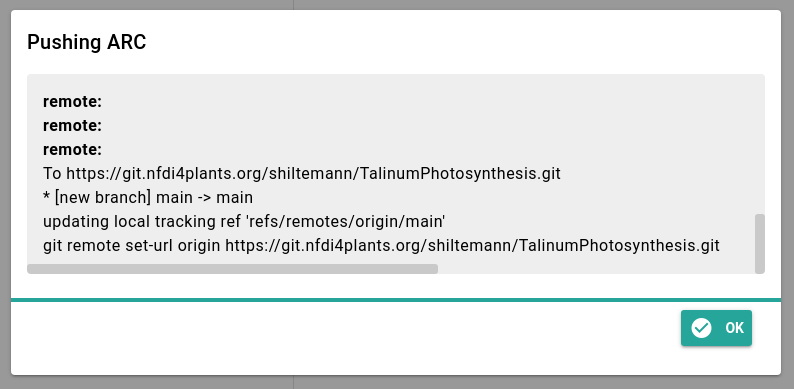 Pushing ARC
remote:
remote:
remote:
To https://git.nfdi4plants.org/shiltemann/TalinumPhotosynthesis.git
* [new branch] main -> main
updating local tracking ref 'refs/remotes/origin/main'
git remote set-url origin https://git.nfdi4plants.org/shiltemann/TalinumPhotosynthesis.git
OK